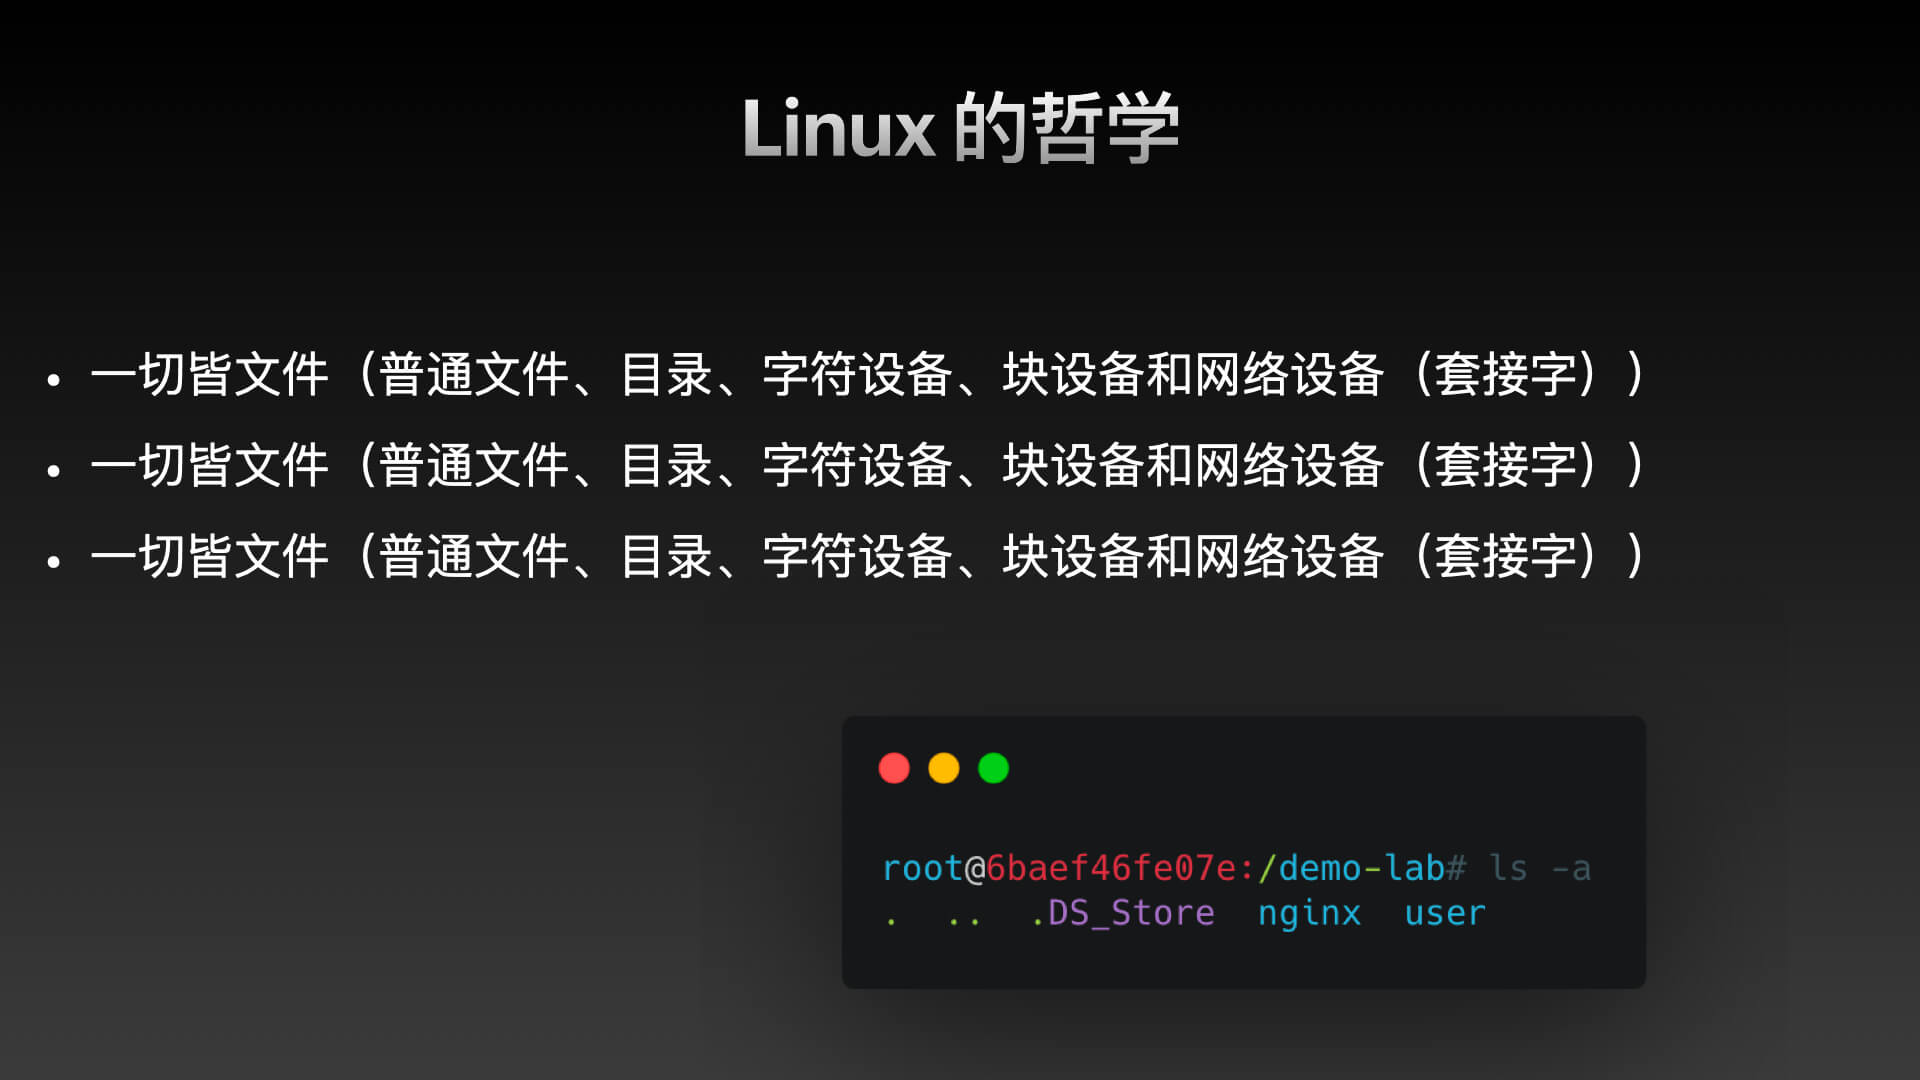 Linux 的哲学
• 一切皆文件（普通文件、目录、字符设备、块设备和网络设备（套接字））
• 一切皆文件（普通文件、目录、字符设备、块设备和网络设备（套接字））
• 一切皆文件（普通文件、目录、字符设备、块设备和网络设备（套接字））
root@6baef46fe07e:/demo-lab# ls -a
.  ..  .DS_Store  nginx  user